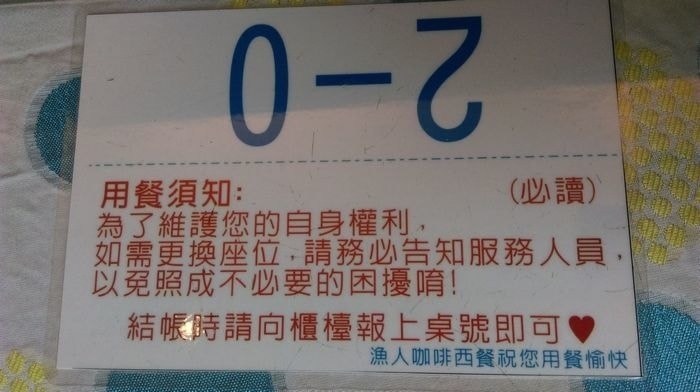 2-0
用餐須知: (必讀)
為了維護您的自身權利,
如需更換座位,請務必告知服務人員,
以免照成不必要的困擾唷!
結帳時請向櫃檯報上桌號即可♥
漁人咖啡西餐祝您用餐愉快